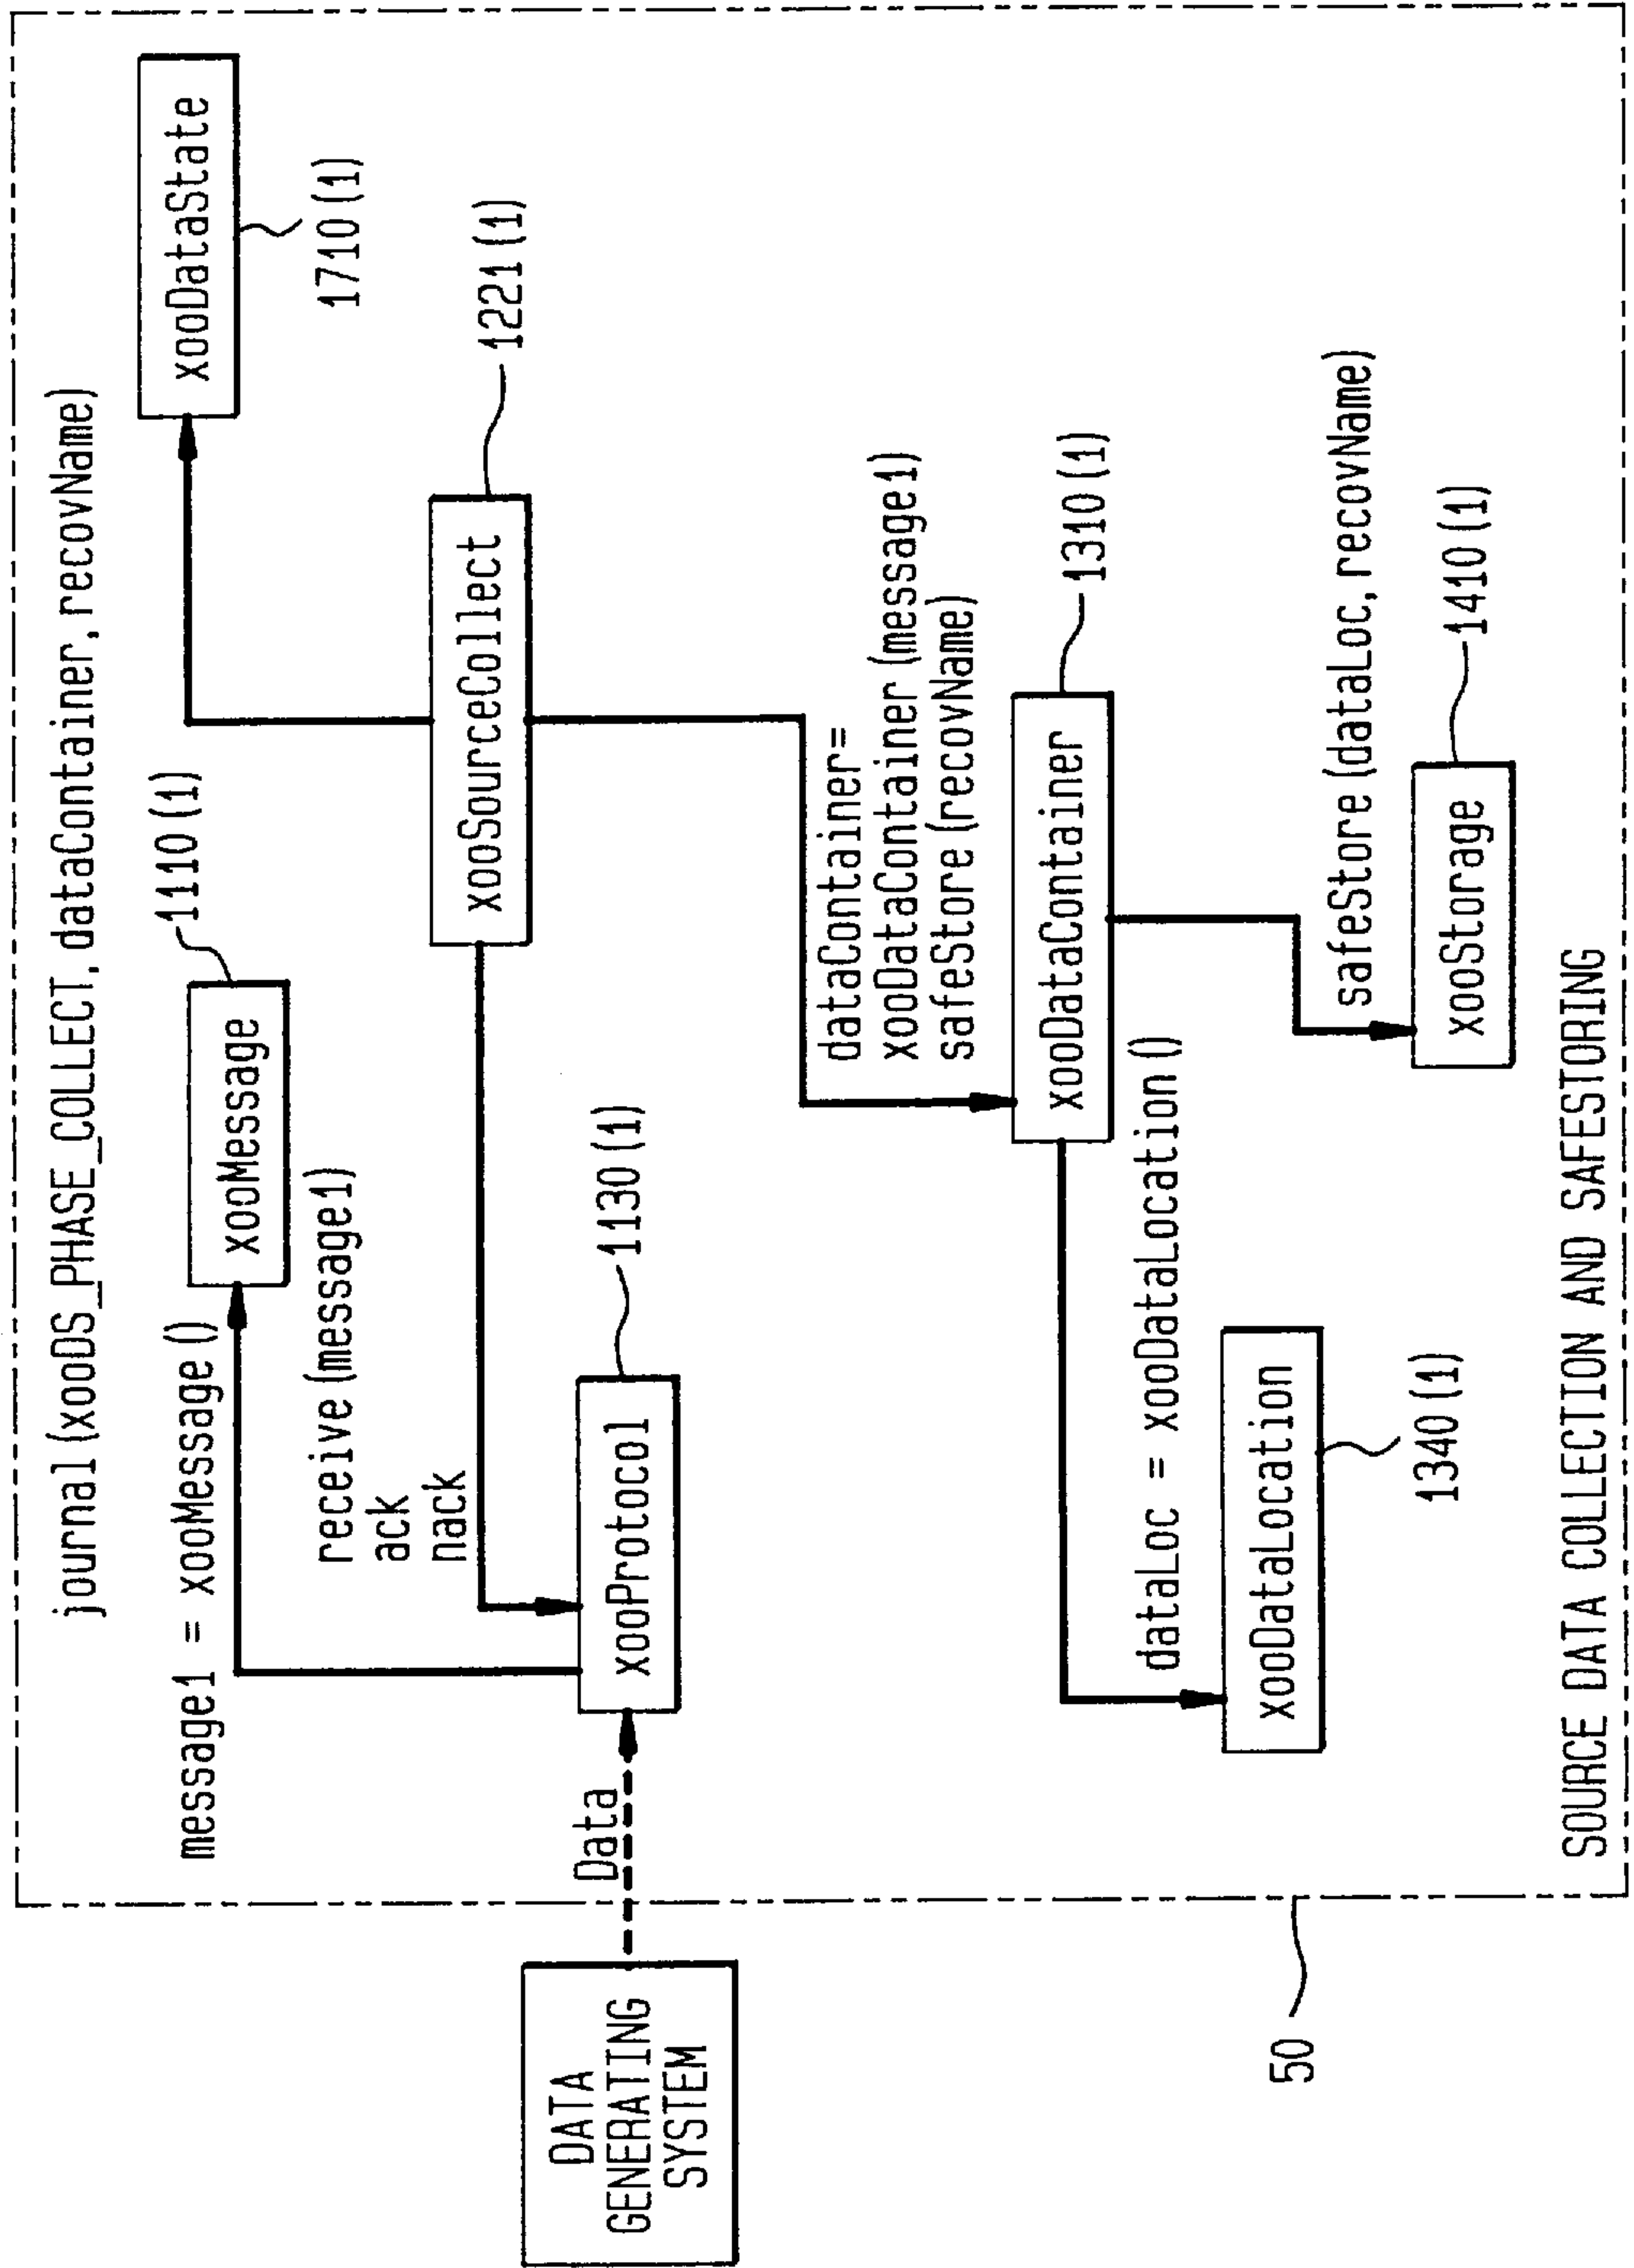 journal (xooDS_PHASE_COLLECT, dataContainer, recovName)
message1 = xooMessage ()
1110 (1)
xooMessage
xooDataState
1710 (1)
receive (message1)
ack
nack
xooSourceCollect
1221 (1)
DATA
GENERATING
SYSTEM
Data
xooProtocol
1130 (1)
dataContainer=
xooDataContainer (message1)
safeStore (recovName)
xooDataContainer
1310 (1)
dataLoc = xooDataLocation ()
xooDataLocation
1340 (1)
safeStore (dataLoc, recovName)
xooStorage
1410 (1)
50
SOURCE DATA COLLECTION AND SAFESTORING